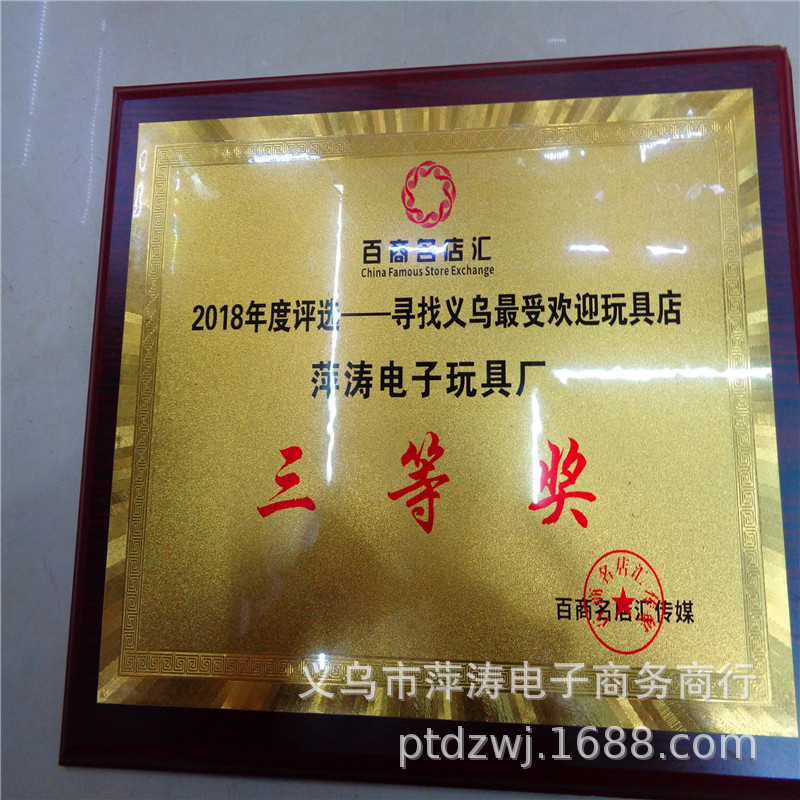 百商名店汇
China Famous Store Exchange
2018年度评选——寻找义乌最受欢迎玩具店
萍涛电子玩具厂
三等奖
百商名店汇传媒
义乌市萍涛电子商务商行
ptdzwj.1688.com